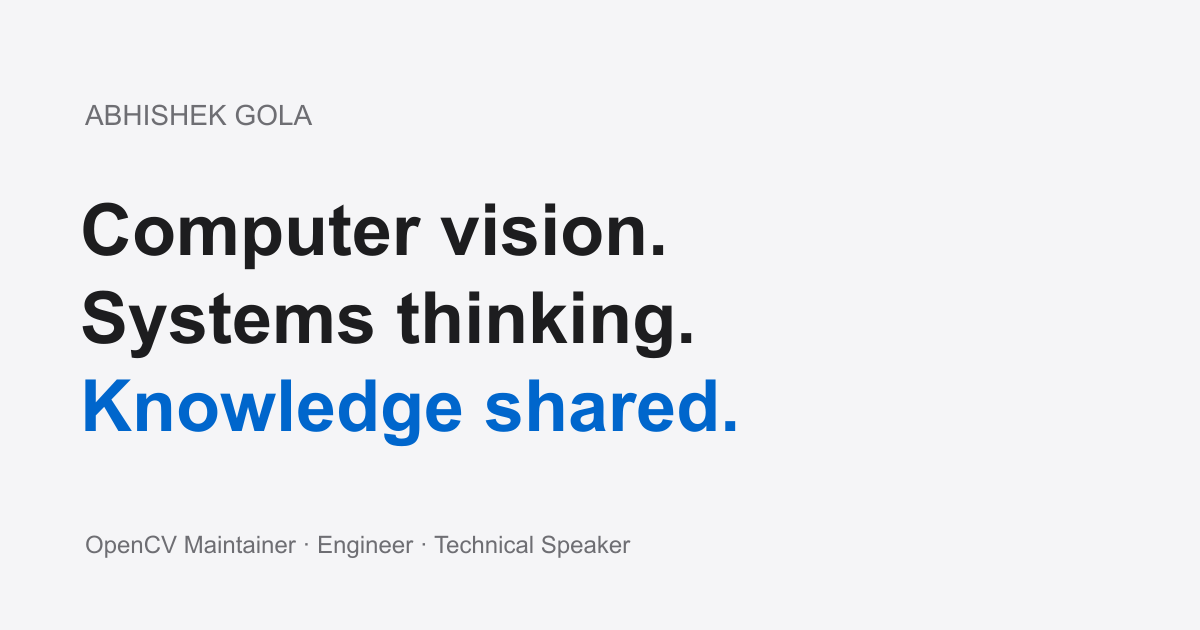 ABHISHEK GOLA
Computer vision.
Systems thinking.
Knowledge shared.
OpenCV Maintainer · Engineer · Technical Speaker